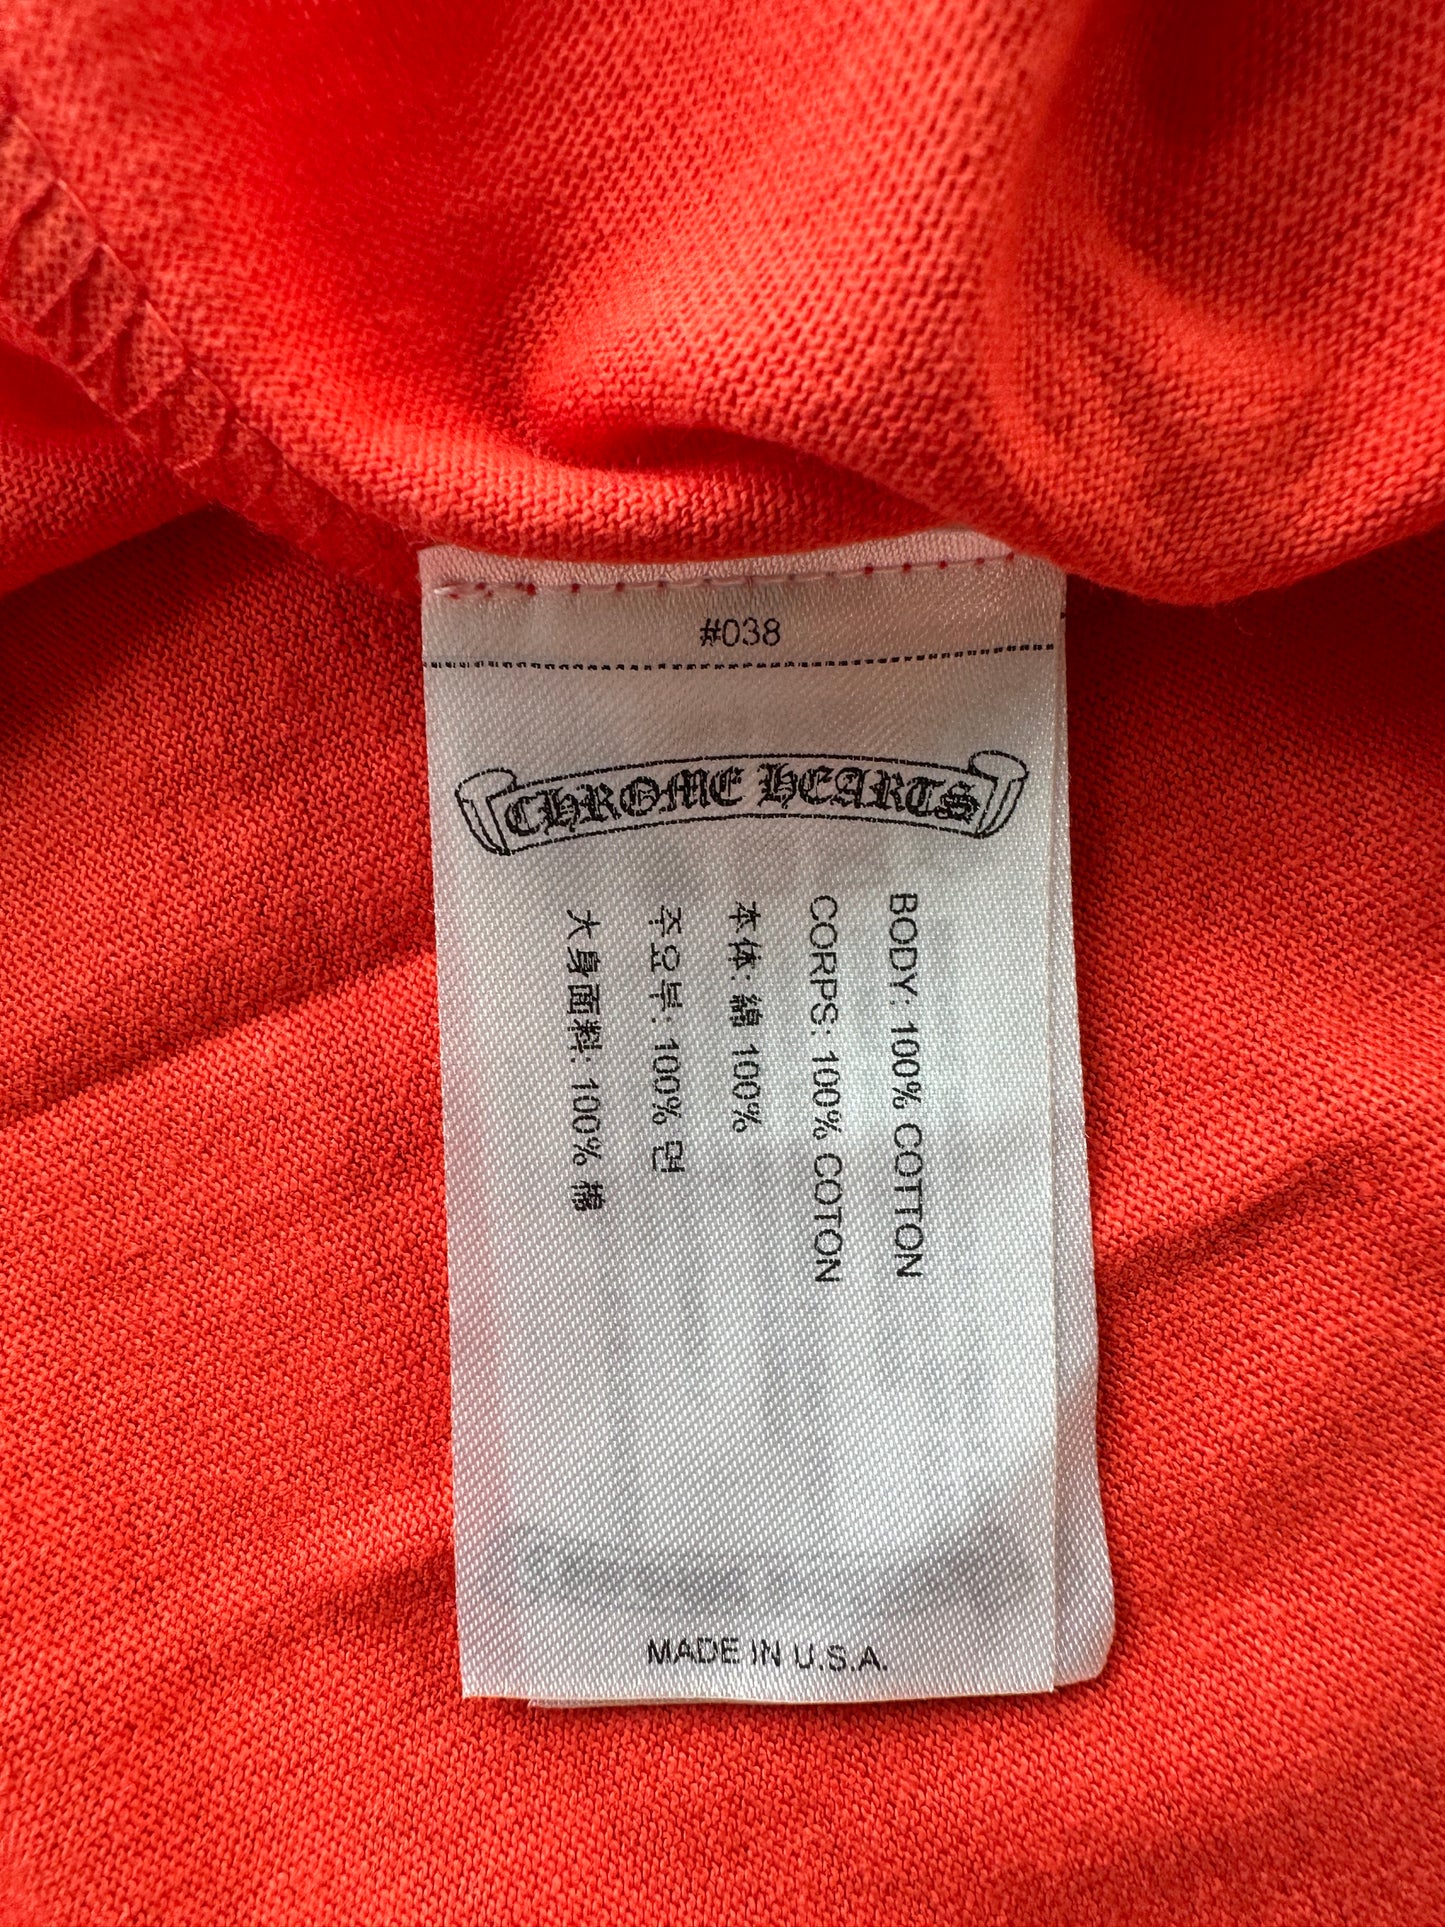 #038
CHROME HEARTS
BODY: 100% COTTON
CORPS: 100% COTON
本体: 綿 100%
주요부: 100% 면
大身面料: 100% 棉
MADE IN U.S.A.